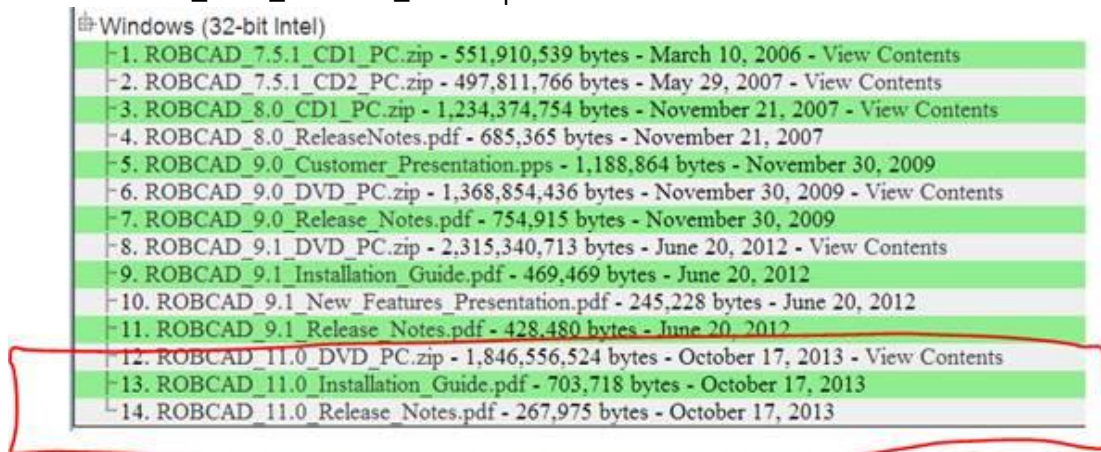 Windows (32-bit Intel)
1. ROBCAD_7.5.1_CD1_PC.zip - 551,910,539 bytes - March 10, 2006 - View Contents
2. ROBCAD_7.5.1_CD2_PC.zip - 497,811,766 bytes - May 29, 2007 - View Contents
3. ROBCAD_8.0_CD1_PC.zip - 1,234,374,754 bytes - November 21, 2007 - View Contents
4. ROBCAD_8.0_ReleaseNotes.pdf - 685,365 bytes - November 21, 2007
5. ROBCAD_9.0_Customer_Presentation.pps - 1,188,864 bytes - November 30, 2009
6. ROBCAD_9.0_DVD_PC.zip - 1,368,854,436 bytes - November 30, 2009 - View Contents
7. ROBCAD_9.0_Release_Notes.pdf - 754,915 bytes - November 30, 2009
8. ROBCAD_9.1_DVD_PC.zip - 2,315,340,713 bytes - June 20, 2012 - View Contents
9. ROBCAD_9.1_Installation_Guide.pdf - 469,469 bytes - June 20, 2012
10. ROBCAD_9.1_New_Features_Presentation.pdf - 245,228 bytes - June 20, 2012
11. ROBCAD_9.1_Release_Notes.pdf - 428,480 bytes - June 20, 2012
12. ROBCAD_11.0_DVD_PC.zip - 1,846,556,524 bytes - October 17, 2013 - View Contents
13. ROBCAD_11.0_Installation_Guide.pdf - 703,718 bytes - October 17, 2013
14. ROBCAD_11.0_Release_Notes.pdf - 267,975 bytes - October 17, 2013